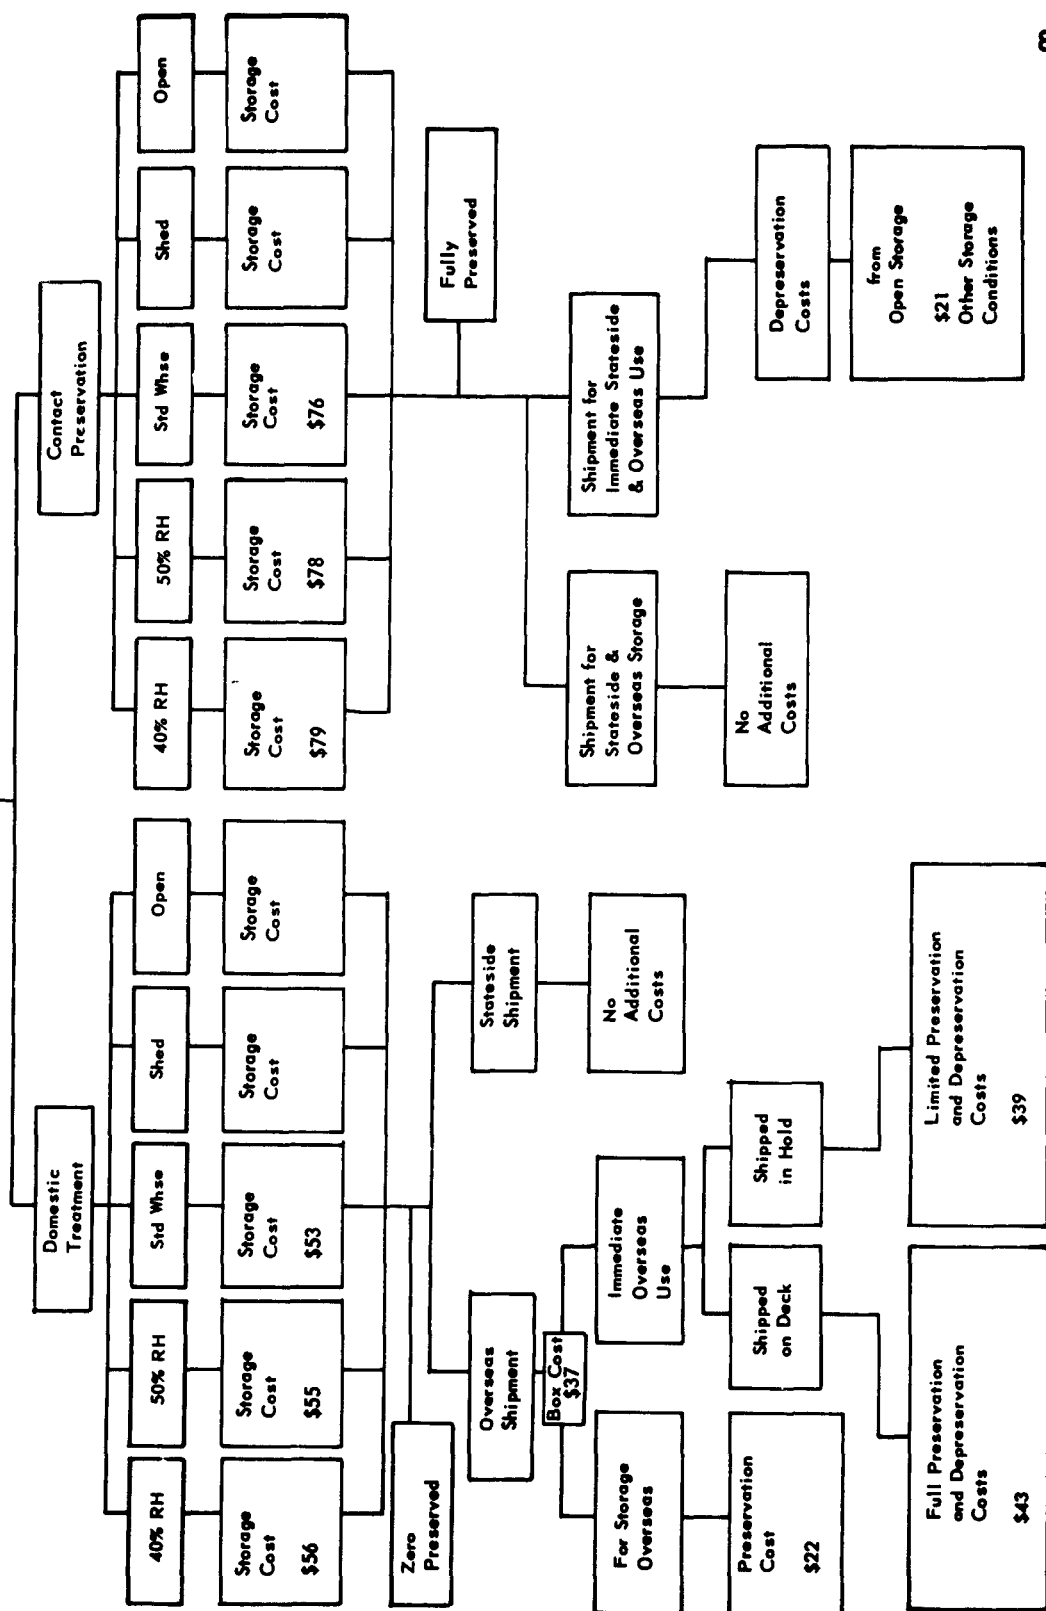 Domestic
Treatment
Contact
Preservation
40% RH
50% RH
Std Whse
Shed
Open
40% RH
50% RH
Std Whse
Shed
Open
Storage
Cost
$56
Storage
Cost
$55
Storage
Cost
$53
Storage
Cost
Storage
Cost
Storage
Cost
$79
Storage
Cost
$78
Storage
Cost
$76
Storage
Cost
Storage
Cost
Zero
Preserved
Fully
Preserved
Overseas
Shipment
Stateside
Shipment
Box Cost
$37
For Storage
Overseas
Immediate
Overseas
Use
No
Additional
Costs
Shipment for
Stateside &
Overseas Storage
Shipment for
Immediate Stateside
& Overseas Use
Preservation
Cost
$22
Shipped
on Deck
Shipped
in Hold
No
Additional
Costs
Depreservation
Costs
Full Preservation
and Depreservation
Costs
$43
Limited Preservation
and Depreservation
Costs
$39
from
Open Storage
$21
Other Storage
Conditions